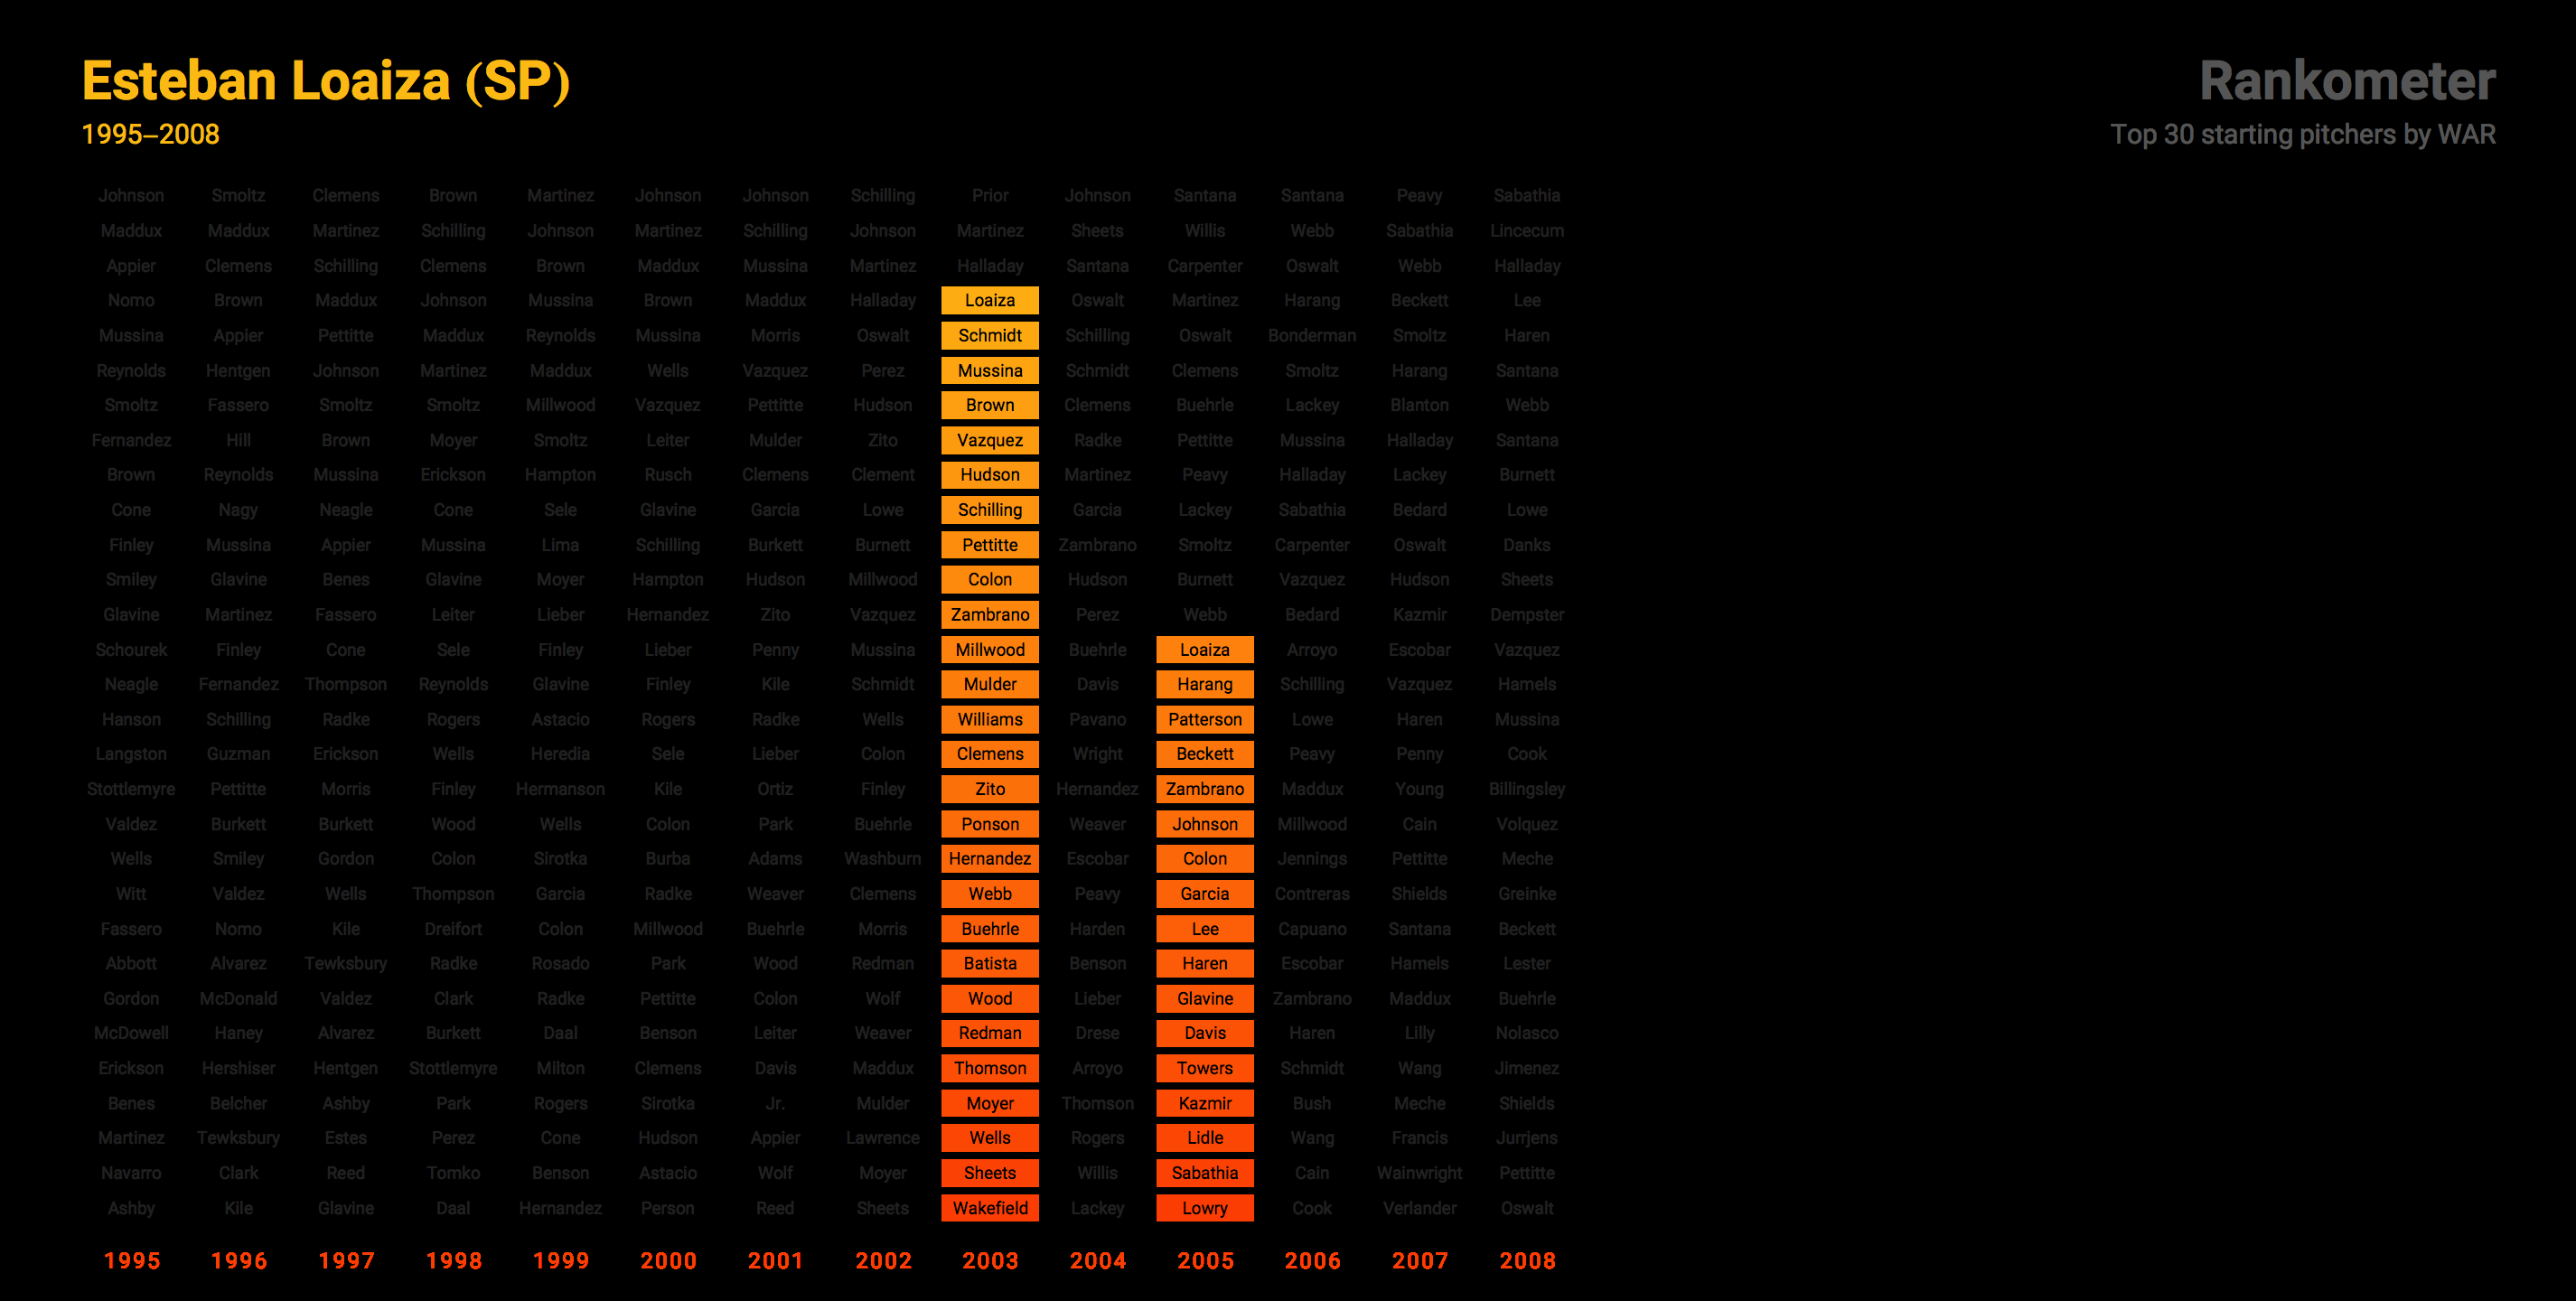 Esteban Loaiza (SP)
1995–2008
Rankometer
Top 30 starting pitchers by WAR
Johnson Smoltz Clemens Brown Martinez Johnson Johnson Schilling Prior Johnson Santana Santana Peavy Sabathia
Maddux Maddux Martinez Schilling Johnson Martinez Schilling Johnson Martinez Sheets Willis Webb Sabathia Lincecum
Appier Clemens Schilling Clemens Brown Maddux Mussina Martinez Halladay Santana Carpenter Oswalt Webb Halladay
Nomo Brown Maddux Johnson Mussina Brown Maddux Halladay Loaiza Oswalt Martinez Harang Beckett Lee
Mussina Appier Pettitte Maddux Reynolds Mussina Morris Oswalt Schmidt Schilling Oswalt Bonderman Smoltz Haren
Reynolds Hentgen Johnson Martinez Maddux Wells Vazquez Perez Mussina Schmidt Clemens Smoltz Harang Santana
Smoltz Fassero Smoltz Smoltz Millwood Vazquez Pettitte Hudson Brown Clemens Buehrle Lackey Blanton Webb
Fernandez Hill Brown Moyer Smoltz Leiter Mulder Zito Vazquez Radke Pettitte Mussina Halladay Santana
Brown Reynolds Mussina Erickson Hampton Rusch Clemens Clement Hudson Martinez Peavy Halladay Lackey Burnett
Cone Nagy Neagle Cone Sele Glavine Garcia Lowe Schilling Garcia Lackey Sabathia Bedard Lowe
Finley Mussina Appier Mussina Lima Schilling Burkett Burnett Pettitte Zambrano Smoltz Carpenter Oswalt Danks
Smiley Glavine Benes Glavine Moyer Hampton Hudson Millwood Colon Hudson Burnett Vazquez Hudson Sheets
Glavine Martinez Fassero Leiter Lieber Hernandez Zito Vazquez Zambrano Perez Webb Bedard Kazmir Dempster
Schourek Finley Cone Sele Finley Lieber Penny Mussina Millwood Buehrle Loaiza Arroyo Escobar Vazquez
Neagle Fernandez Thompson Reynolds Glavine Finley Kile Schmidt Mulder Davis Harang Schilling Vazquez Hamels
Hanson Schilling Radke Rogers Astacio Rogers Radke Wells Williams Pavano Patterson Lowe Haren Mussina
Langston Guzman Erickson Wells Heredia Sele Lieber Colon Clemens Wright Beckett Peavy Penny Cook
Stottlemyre Pettitte Morris Finley Hermanson Kile Ortiz Finley Zito Hernandez Zambrano Maddux Young Billingsley
Valdez Burkett Burkett Wood Wells Colon Park Buehrle Ponson Weaver Johnson Millwood Cain Volquez
Wells Smiley Gordon Colon Sirotka Burba Adams Washburn Hernandez Escobar Colon Jennings Pettitte Meche
Witt Valdez Wells Thompson Garcia Radke Weaver Clemens Webb Peavy Garcia Contreras Shields Greinke
Fassero Nomo Kile Dreifort Colon Millwood Buehrle Morris Buehrle Harden Lee Capuano Santana Beckett
Abbott Alvarez Tewksbury Radke Rosado Park Wood Redman Batista Benson Haren Escobar Hamels Lester
Gordon McDonald Valdez Clark Radke Pettitte Colon Wolf Wood Lieber Glavine Zambrano Maddux Buehrle
McDowell Haney Alvarez Burkett Daal Benson Leiter Weaver Redman Drese Davis Haren Lilly Nolasco
Erickson Hershiser Hentgen Stottlemyre Milton Clemens Davis Maddux Thomson Arroyo Towers Schmidt Wang Jimenez
Benes Belcher Ashby Park Rogers Sirotka Jr. Mulder Moyer Thomson Kazmir Bush Meche Shields
Martinez Tewksbury Estes Perez Cone Hudson Appier Lawrence Wells Rogers Lidle Wang Francis Jurrjens
Navarro Clark Reed Tomko Benson Astacio Wolf Moyer Sheets Willis Sabathia Cain Wainwright Pettitte
Ashby Kile Glavine Daal Hernandez Person Reed Sheets Wakefield Lackey Lowry Cook Verlander Oswalt
1995 1996 1997 1998 1999 2000 2001 2002 2003 2004 2005 2006 2007 2008